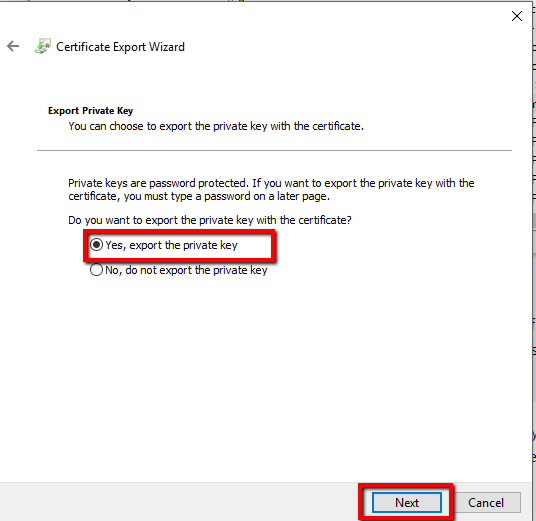 Certificate Export Wizard
Export Private Key
You can choose to export the private key with the certificate.
Private keys are password protected. If you want to export the private key with the
certificate, you must type a password on a later page.
Do you want to export the private key with the certificate?
Yes, export the private key
No, do not export the private key
Next
Cancel